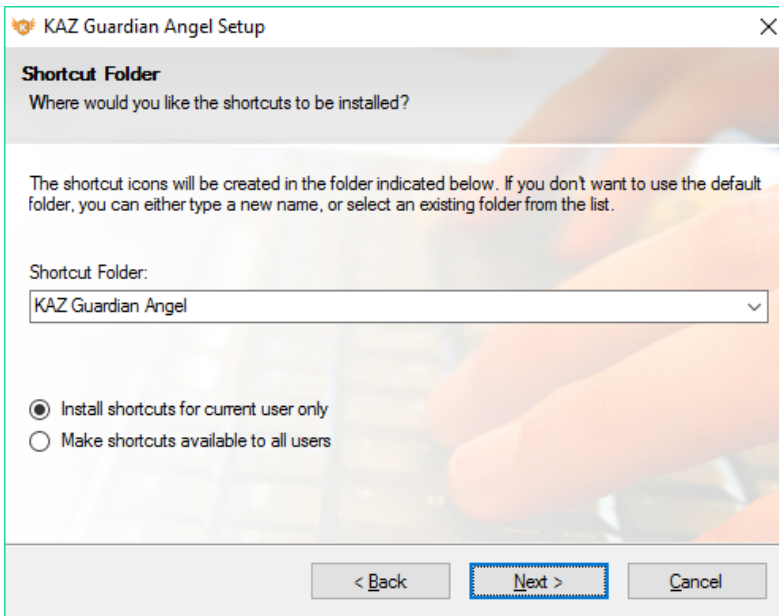 KAZ Guardian Angel Setup
Shortcut Folder
Where would you like the shortcuts to be installed?
The shortcut icons will be created in the folder indicated below. If you don't want to use the default
folder, you can either type a new name, or select an existing folder from the list.
Shortcut Folder:
KAZ Guardian Angel
Install shortcuts for current user only
Make shortcuts available to all users
< Back Next > Cancel